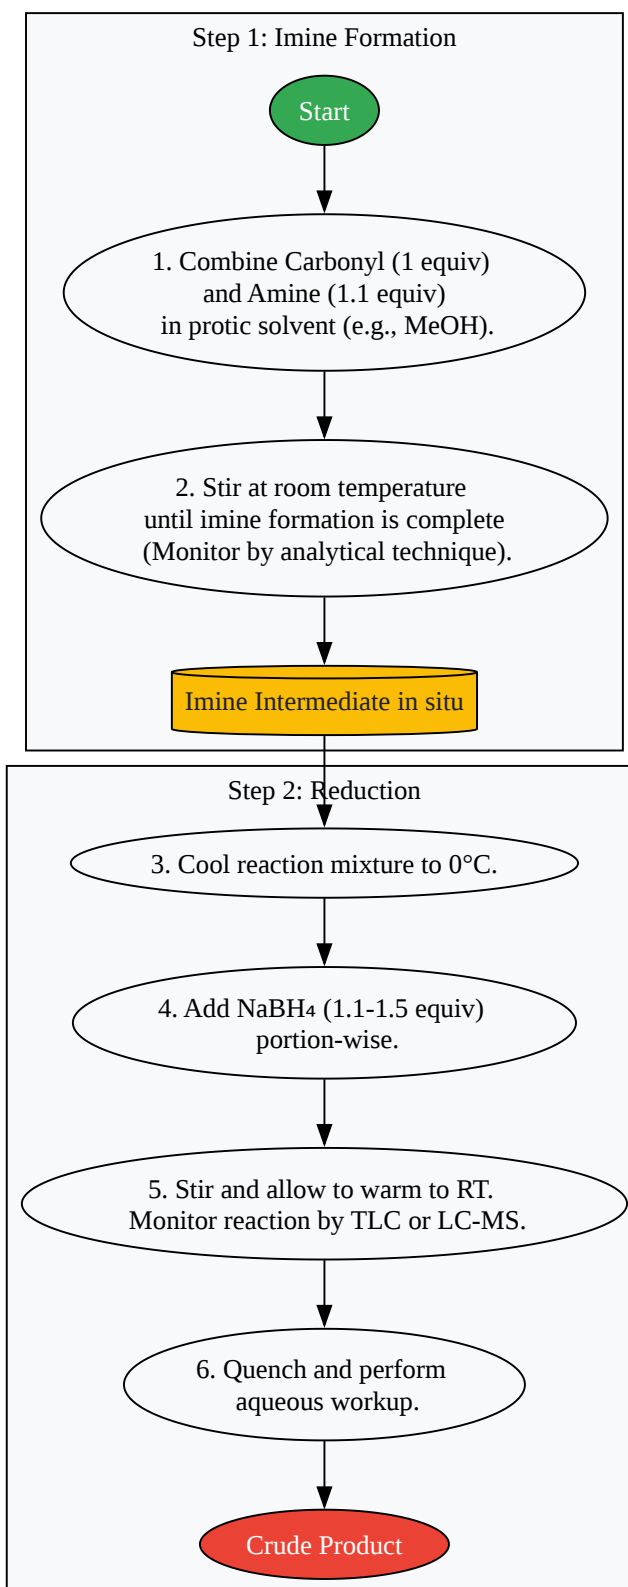 Step 1: Imine Formation
Start
1. Combine Carbonyl (1 equiv)
and Amine (1.1 equiv)
in protic solvent (e.g., MeOH).
2. Stir at room temperature
until imine formation is complete
(Monitor by analytical technique).
Imine Intermediate in situ
Step 2: Reduction
3. Cool reaction mixture to 0°C.
4. Add NaBH₄ (1.1-1.5 equiv)
portion-wise.
5. Stir and allow to warm to RT.
Monitor reaction by TLC or LC-MS.
6. Quench and perform
aqueous workup.
Crude Product